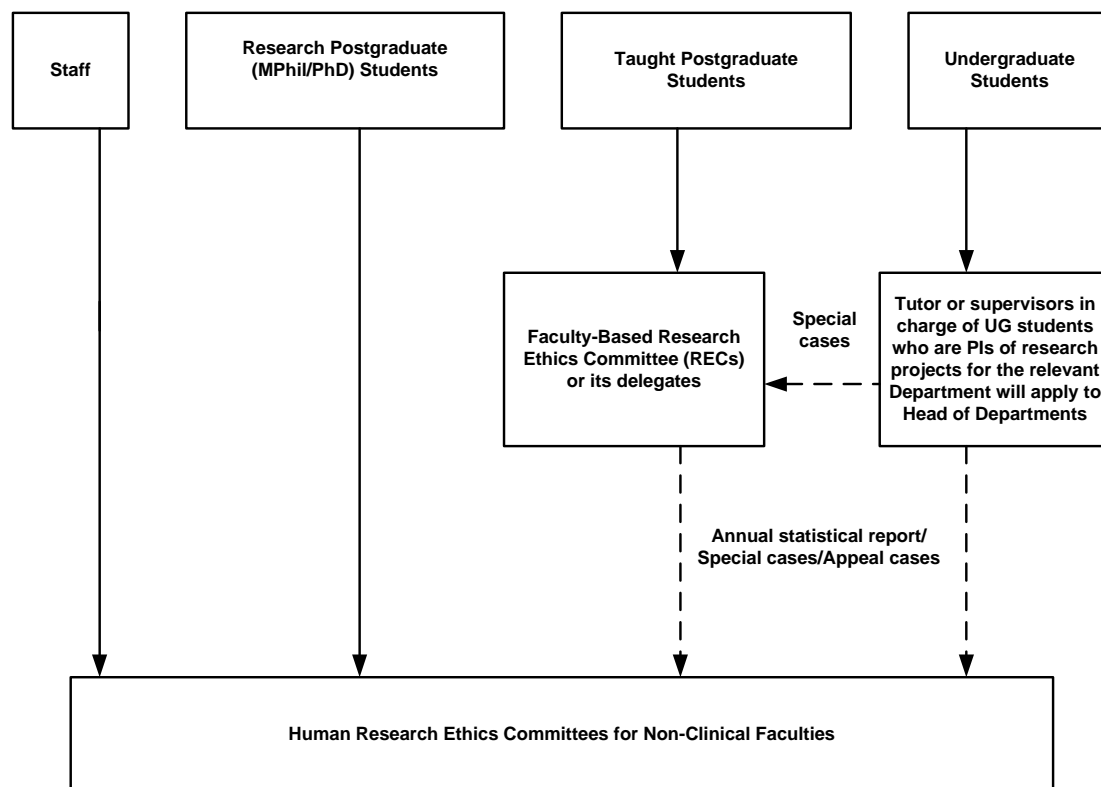 Staff
Research Postgraduate
(MPhil/PhD) Students
Taught Postgraduate
Students
Undergraduate
Students
Faculty-Based Research
Ethics Committee (RECs)
or its delegates
Special
cases
Tutor or supervisors in
charge of UG students
who are PIs of research
projects for the relevant
Department will apply to
Head of Departments
Annual statistical report/
Special cases/Appeal cases
Human Research Ethics Committees for Non-Clinical Faculties